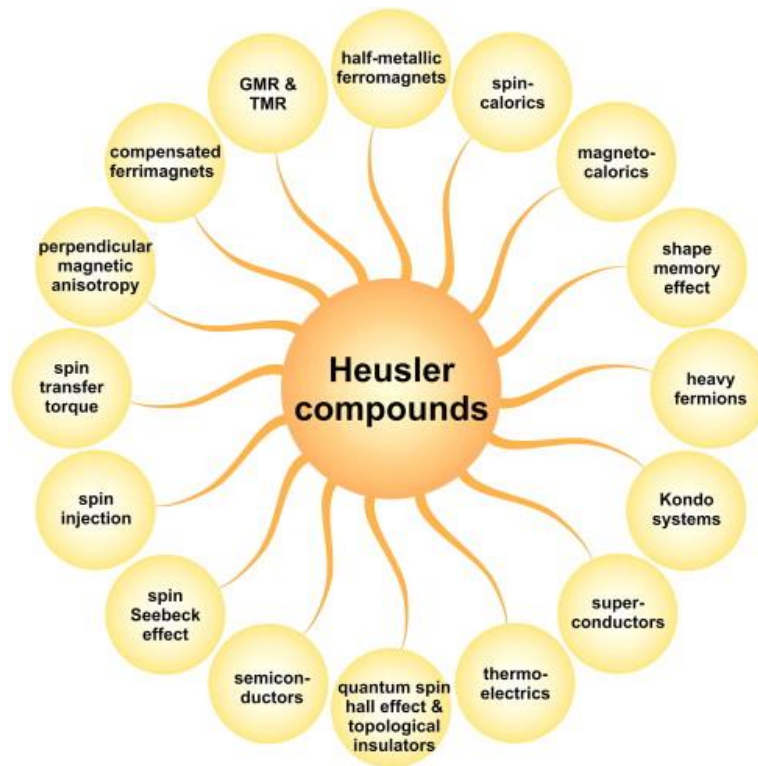 Heusler
compounds
half-metallic
ferromagnets
spin-
calorics
magneto-
calorics
shape
memory
effect
heavy
fermions
Kondo
systems
super-
conductors
thermo-
electrics
quantum spin
hall effect &
topological
insulators
semicon-
ductors
spin
Seebeck
effect
spin
injection
spin
transfer
torque
perpendicular
magnetic
anisotropy
compensated
ferrimagnets
GMR &
TMR